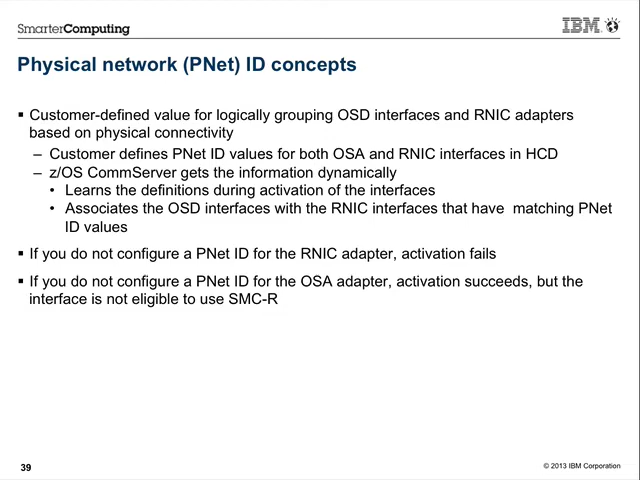 SmarterComputing
IBM
Physical network (PNet) ID concepts
▪ Customer-defined value for logically grouping OSD interfaces and RNIC adapters
based on physical connectivity
– Customer defines PNet ID values for both OSA and RNIC interfaces in HCD
– z/OS CommServer gets the information dynamically
• Learns the definitions during activation of the interfaces
• Associates the OSD interfaces with the RNIC interfaces that have matching PNet
ID values
▪ If you do not configure a PNet ID for the RNIC adapter, activation fails
▪ If you do not configure a PNet ID for the OSA adapter, activation succeeds, but the
interface is not eligible to use SMC-R
39
© 2013 IBM Corporation